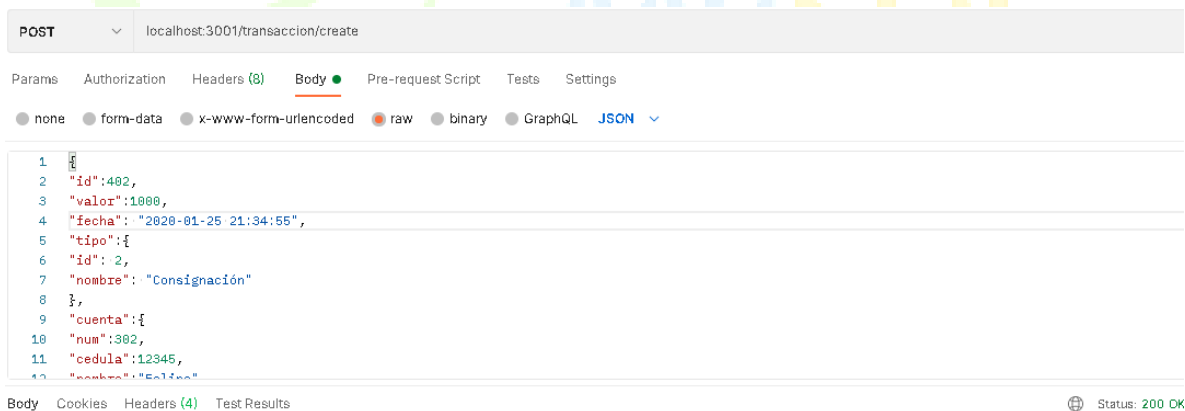 POST localhost:3001/transaccion/create
Params Authorization Headers (8) Body Pre-request Script Tests Settings
none form-data x-www-form-urlencoded raw binary GraphQL JSON
1 {
2 "id":402,
3 "valor":1000,
4 "fecha": "2020-01-25 21:34:55",
5 "tipo":{
6 "id": 2,
7 "nombre": "Consignación"
8 },
9 "cuenta":{
10 "num":302,
11 "cedula":12345,
12 "nombre":"Felipe"
Body Cookies Headers (4) Test Results Status: 200 OK